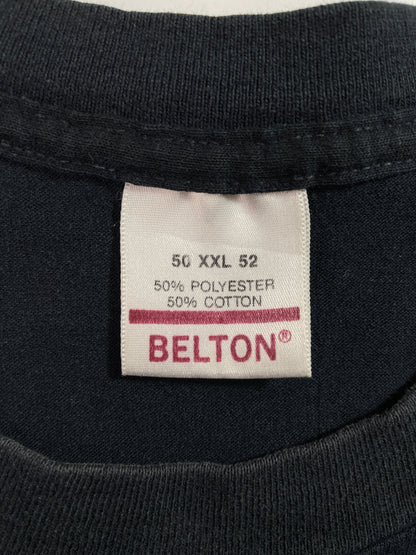 50 XXL 52
50% POLYESTER
50% COTTON
BELTON®